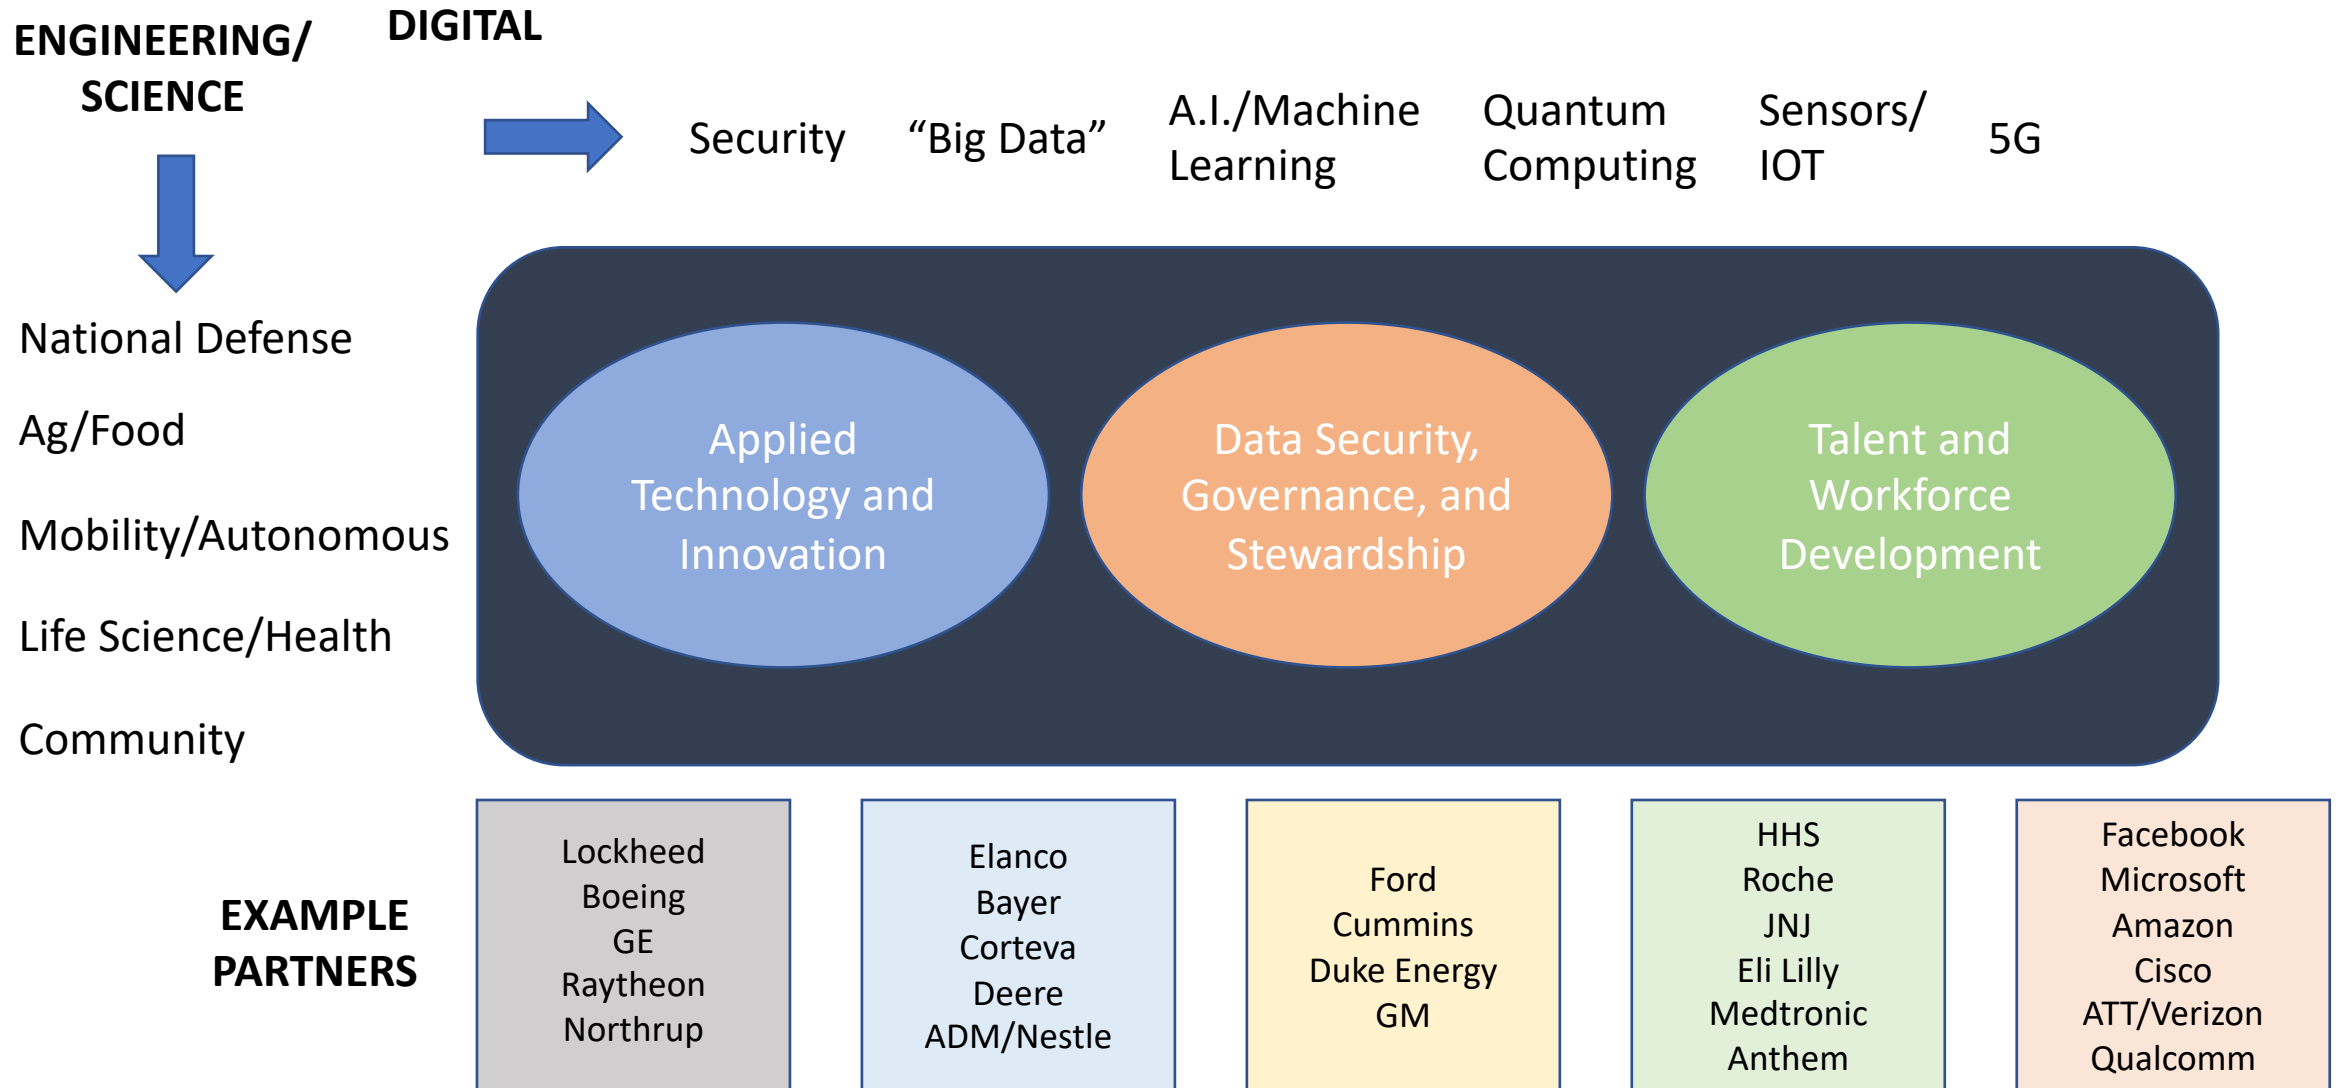 ENGINEERING/
SCIENCE
DIGITAL
Security
“Big Data”
A.I./Machine
Learning
Quantum
Computing
Sensors/
IOT
5G
National Defense
Ag/Food
Mobility/Autonomous
Life Science/Health
Community
Applied
Technology and
Innovation
Data Security,
Governance, and
Stewardship
Talent and
Workforce
Development
EXAMPLE
PARTNERS
Lockheed
Boeing
GE
Raytheon
Northrup
Elanco
Bayer
Corteva
Deere
ADM/Nestle
Ford
Cummins
Duke Energy
GM
HHS
Roche
JNJ
Eli Lilly
Medtronic
Anthem
Facebook
Microsoft
Amazon
Cisco
ATT/Verizon
Qualcomm